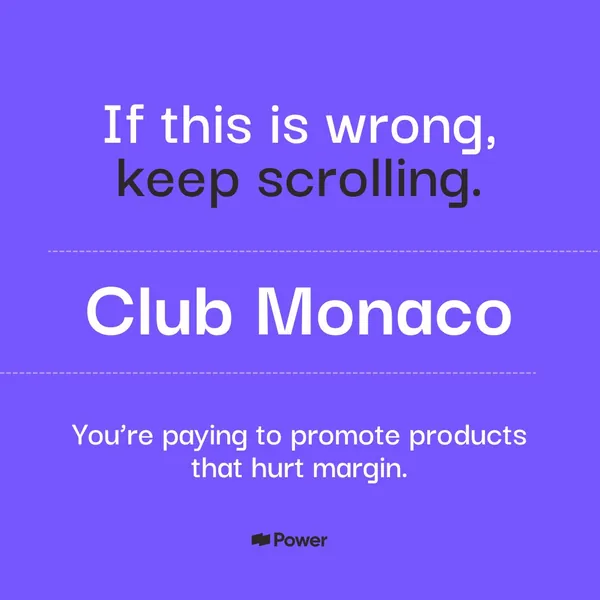 If this is wrong,
keep scrolling.
Club Monaco
You’re paying to promote products
that hurt margin.
Power